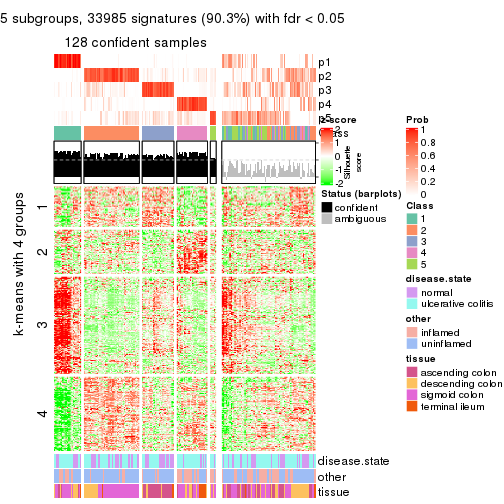 5 subgroups, 33985 signatures (90.3%) with fdr < 0.05
128 confident samples
p1
p2
p3
p4
p5
Class
z-score
2
1
0
-1
-2
Silhouette
score
Prob
1
0.8
0.6
0.4
0.2
0
Status (barplots)
confident
ambiguous
Class
1
2
3
4
5
disease.state
normal
ulcerative colitis
other
inflamed
uninflamed
tissue
ascending colon
descending colon
sigmoid colon
terminal ileum
k-means with 4 groups
1
2
3
4
disease.state
other
tissue